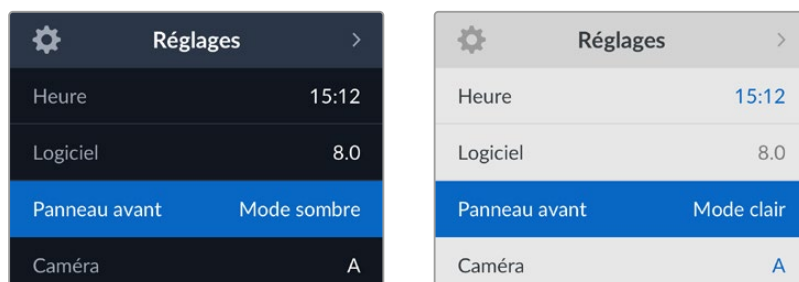 Réglages
Heure 15:12
Logiciel 8.0
Panneau avant Mode sombre
Caméra A
Réglages
Heure 15:12
Logiciel 8.0
Panneau avant Mode clair
Caméra A